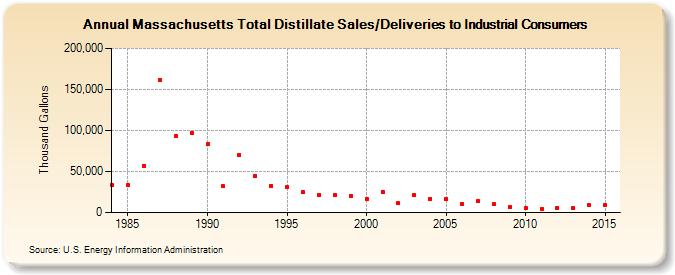 Annual Massachusetts Total Distillate Sales/Deliveries to Industrial Consumers
Thousand Gallons
200,000
150,000
100,000
50,000
0
1985 1990 1995 2000 2005 2010 2015
Source: U.S. Energy Information Administration